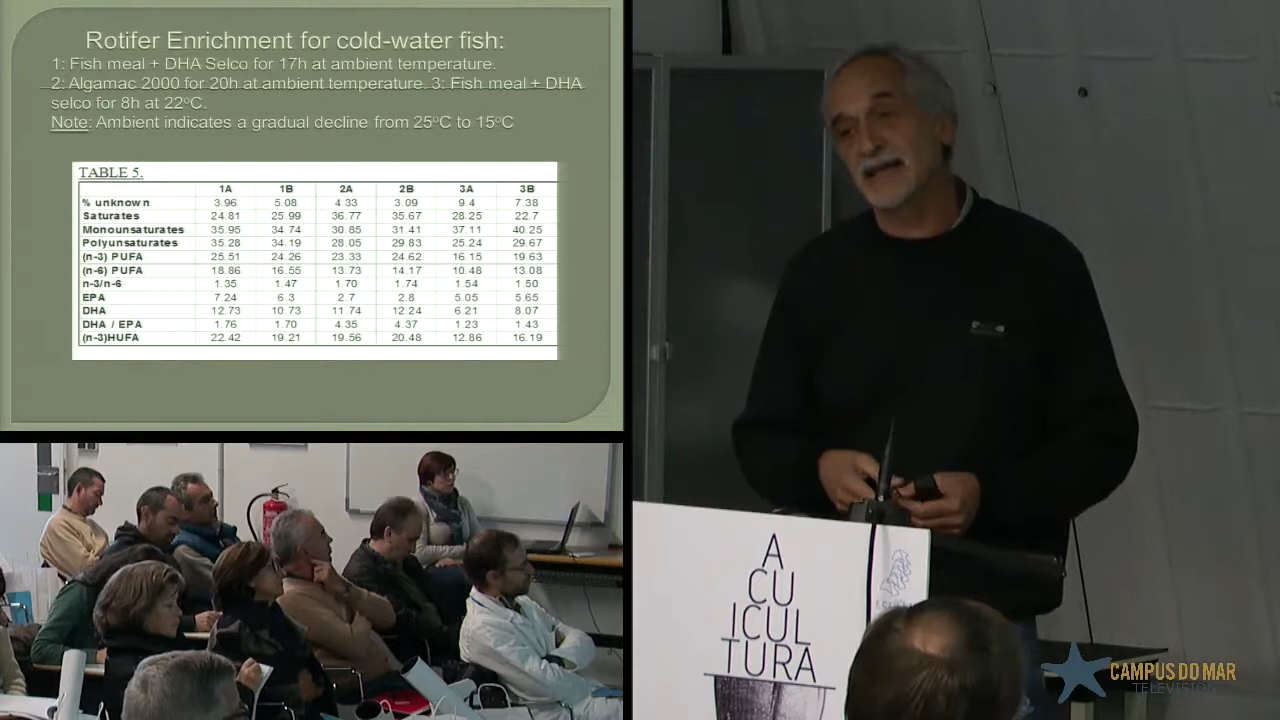 Rotifer Enrichment for cold-water fish:
1: Fish meal + DHA Selco for 17h at ambient temperature.
2: Algamac 2000 for 20h at ambient temperature. 3: Fish meal + DHA
selco for 8h at 22ºC.
Note: Ambient indicates a gradual decline from 25ºC to 15ºC
TABLE 5.
1A 1B 2A 2B 3A 3B
% unknown 3.96 5.08 4.33 3.09 9.4 7.38
Saturates 24.81 25.99 36.77 35.67 28.25 22.7
Monounsaturates 35.95 34.74 30.85 31.41 37.11 40.25
Polyunsaturates 35.28 34.19 28.05 29.83 25.24 29.67
(n-3) PUFA 25.51 24.26 23.33 24.62 16.15 19.63
(n-6) PUFA 18.86 16.55 13.73 14.17 10.48 13.08
n-3/n-6 1.35 1.47 1.70 1.74 1.54 1.50
EPA 7.24 6.3 2.7 2.8 5.05 5.65
DHA 12.73 10.73 11.74 12.24 6.21 8.07
DHA / EPA 1.76 1.70 4.35 4.37 1.23 1.43
(n-3)HUFA 22.42 19.21 19.56 20.48 12.86 16.19
A
CU
ICUL
TURA
CAMPUS DO MAR
TELEVISIÓN